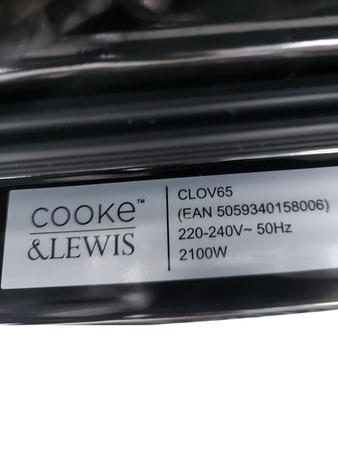 cooke™
&LEWIS
CLOV65
(EAN 5059340158006)
220-240V~ 50Hz
2100W